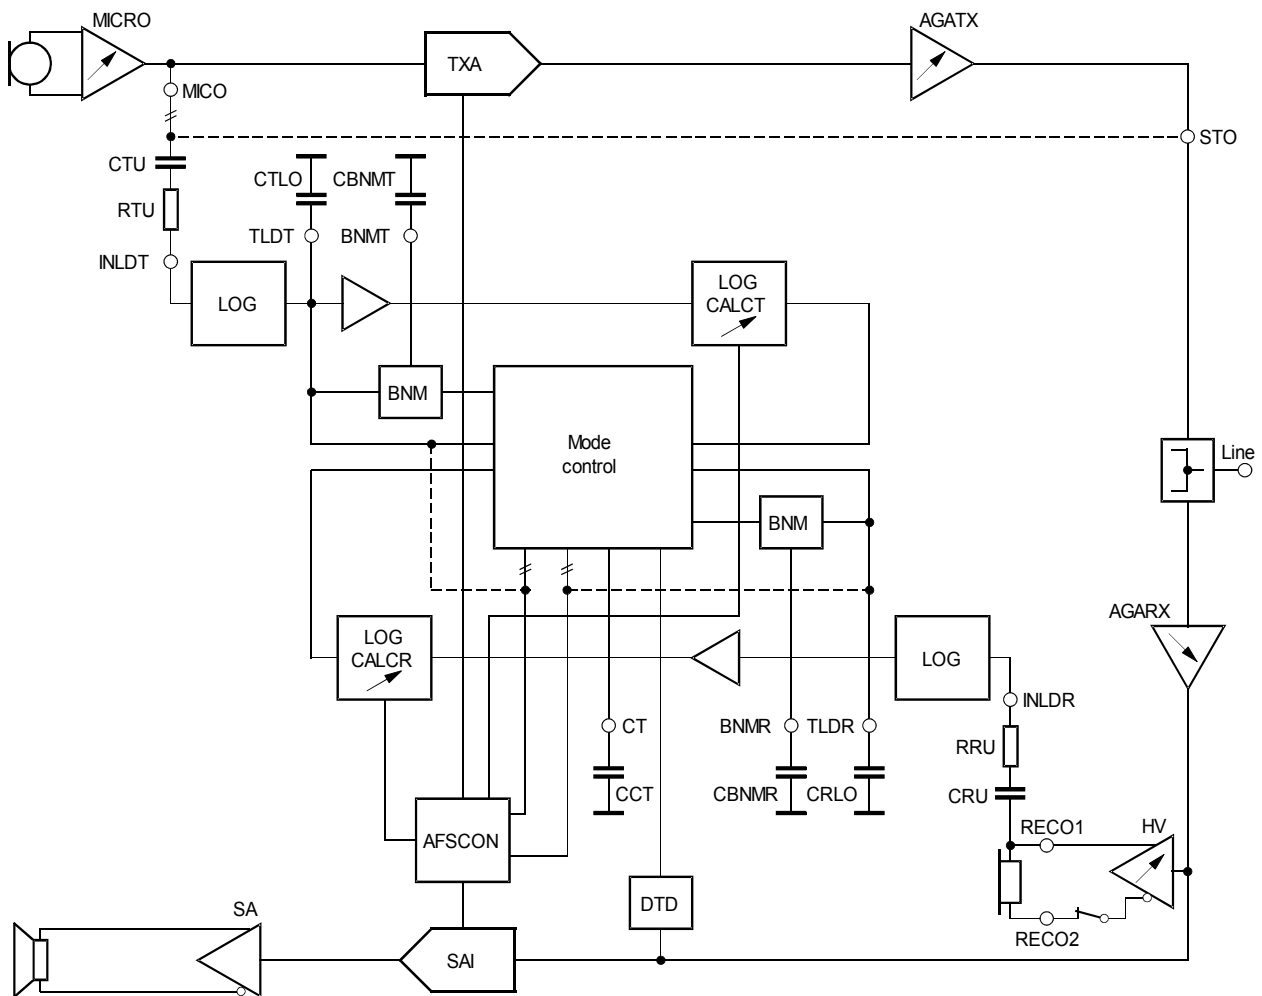 MICRO
AGATX
TXA
MICO
STO
CTU
CTLO
CBNMT
RTU
TLDT
BNMT
INLDT
LOG
LOG
CALCT
BNM
Mode
control
Line
BNM
AGARX
LOG
CALCR
LOG
INLDR
CT
BNMR
TLDR
RRU
CCT
CBNMR
CRLO
CRU
AFSCON
RECO1
HV
DTD
SA
RECO2
SAI